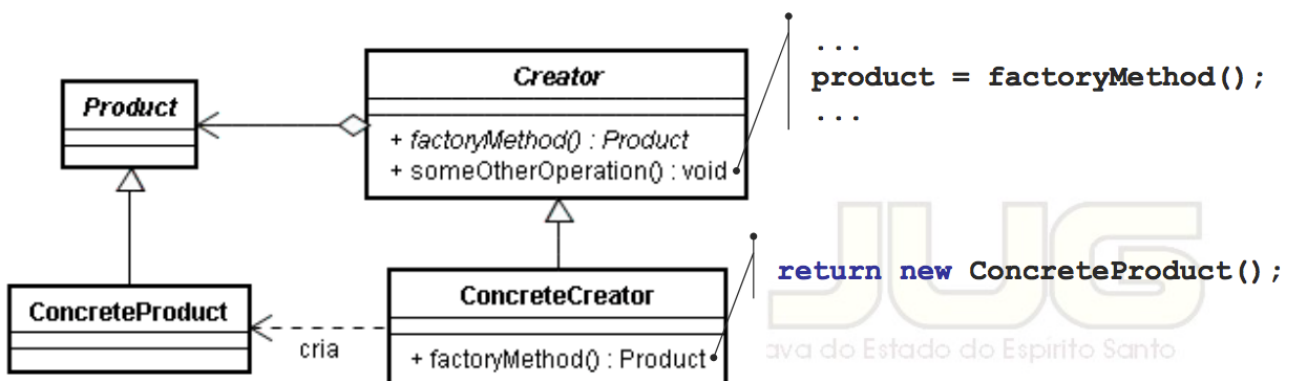 Product
Creator
+ factoryMethod() : Product
+ someOtherOperation() : void
...
product = factoryMethod();
...
ConcreteProduct
cria
ConcreteCreator
+ factoryMethod() : Product
return new ConcreteProduct();
JUG
ava do Estado do Espírito Santo